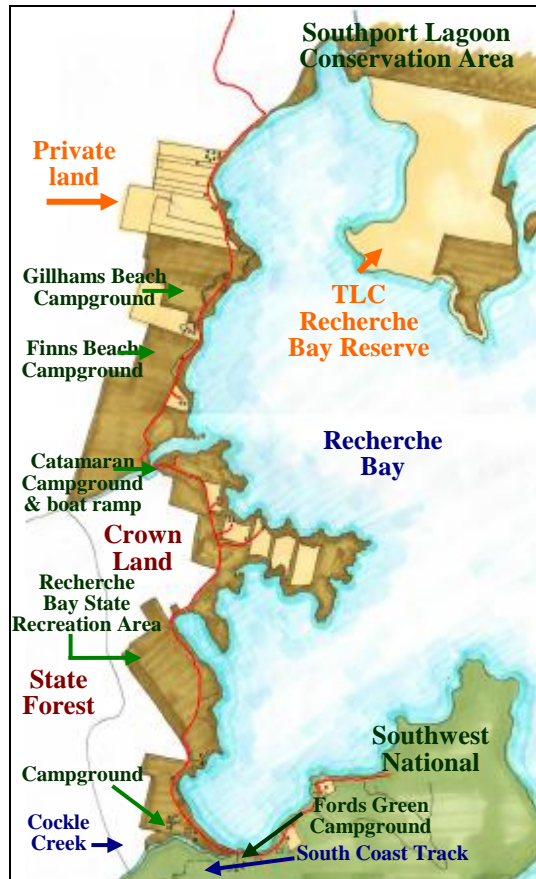 Southport Lagoon
Conservation Area
Private
land
Gillhams Beach
Campground
TLC
Recherche
Bay Reserve
Finns Beach
Campground
Recherche
Bay
Catamaran
Campground
& boat ramp
Crown
Land
Recherche
Bay State
Recreation Area
State
Forest
Southwest
National
Campground
Fords Green
Campground
Cockle
Creek
South Coast Track